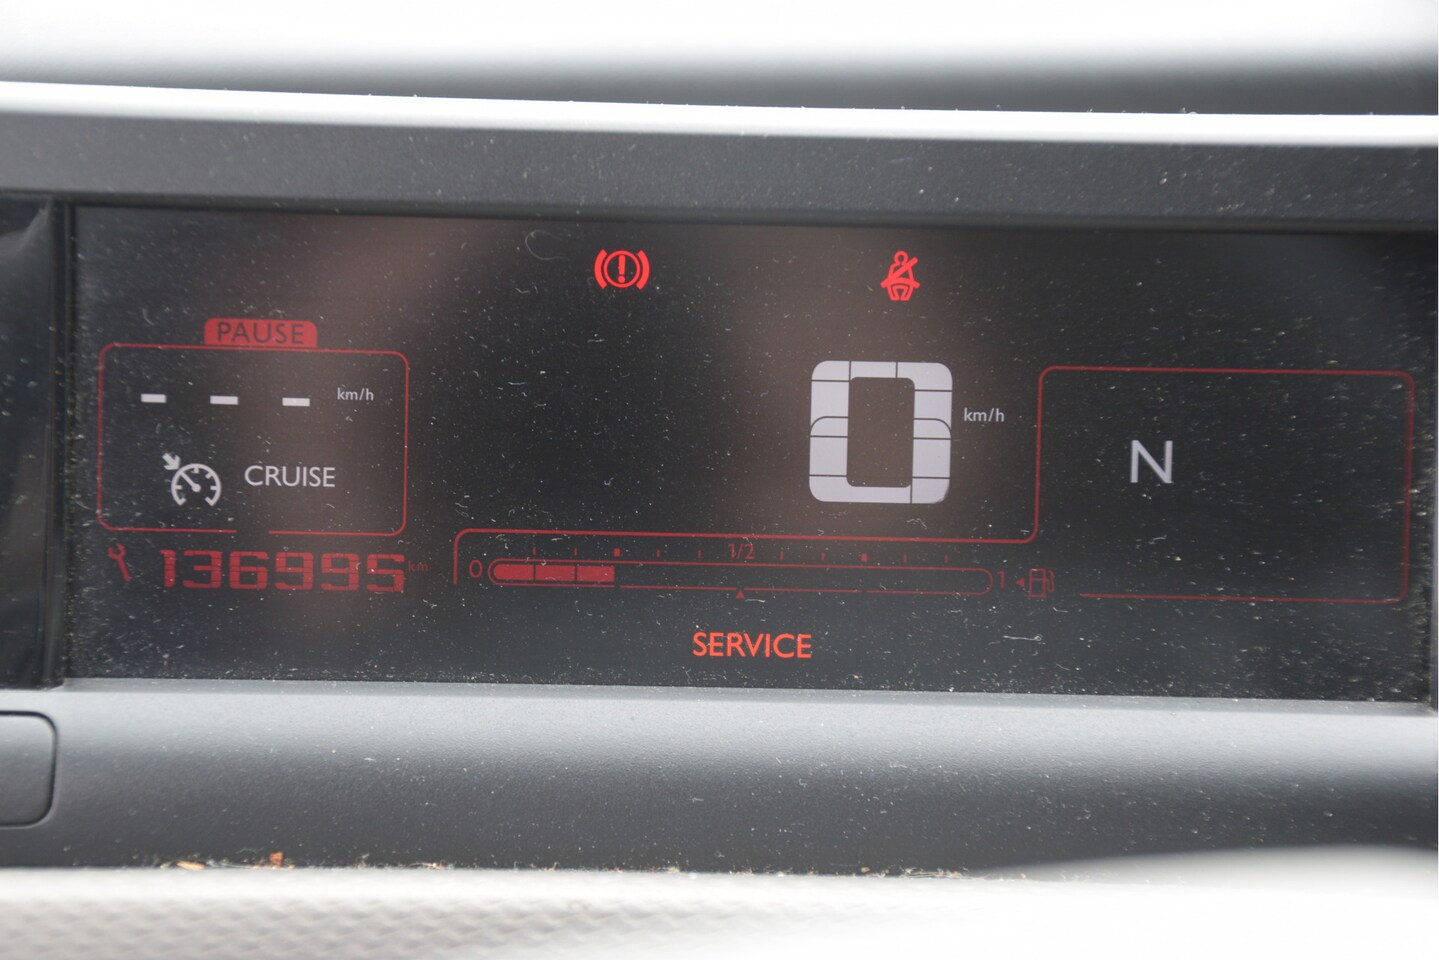 PAUSE
- - - km/h
0 km/h
CRUISE
N
136995 km
1/2
0 1
SERVICE